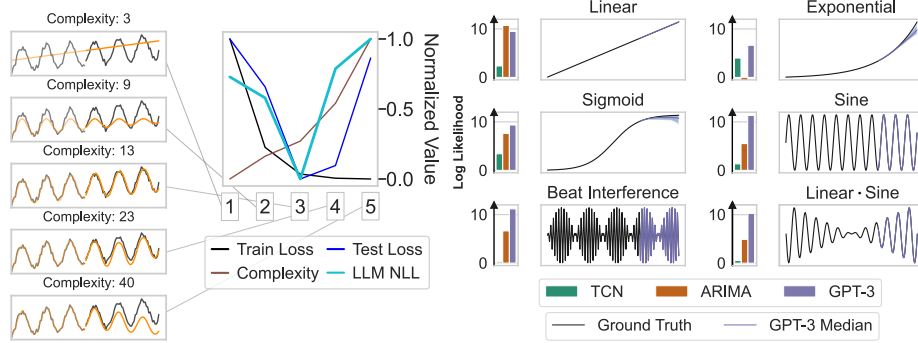 Complexity: 3
Complexity: 9
Complexity: 13
Complexity: 23
Complexity: 40
1.0
0.5
0.0
Normalized Value
1 2 3 4 5
Train Loss Test Loss
Complexity LLM NLL
Log Likelihood
Linear Exponential
10 10
0 0
Sigmoid Sine
10 10
0 0
Beat Interference Linear · Sine
10 10
0 0
TCN ARIMA GPT-3
Ground Truth GPT-3 Median